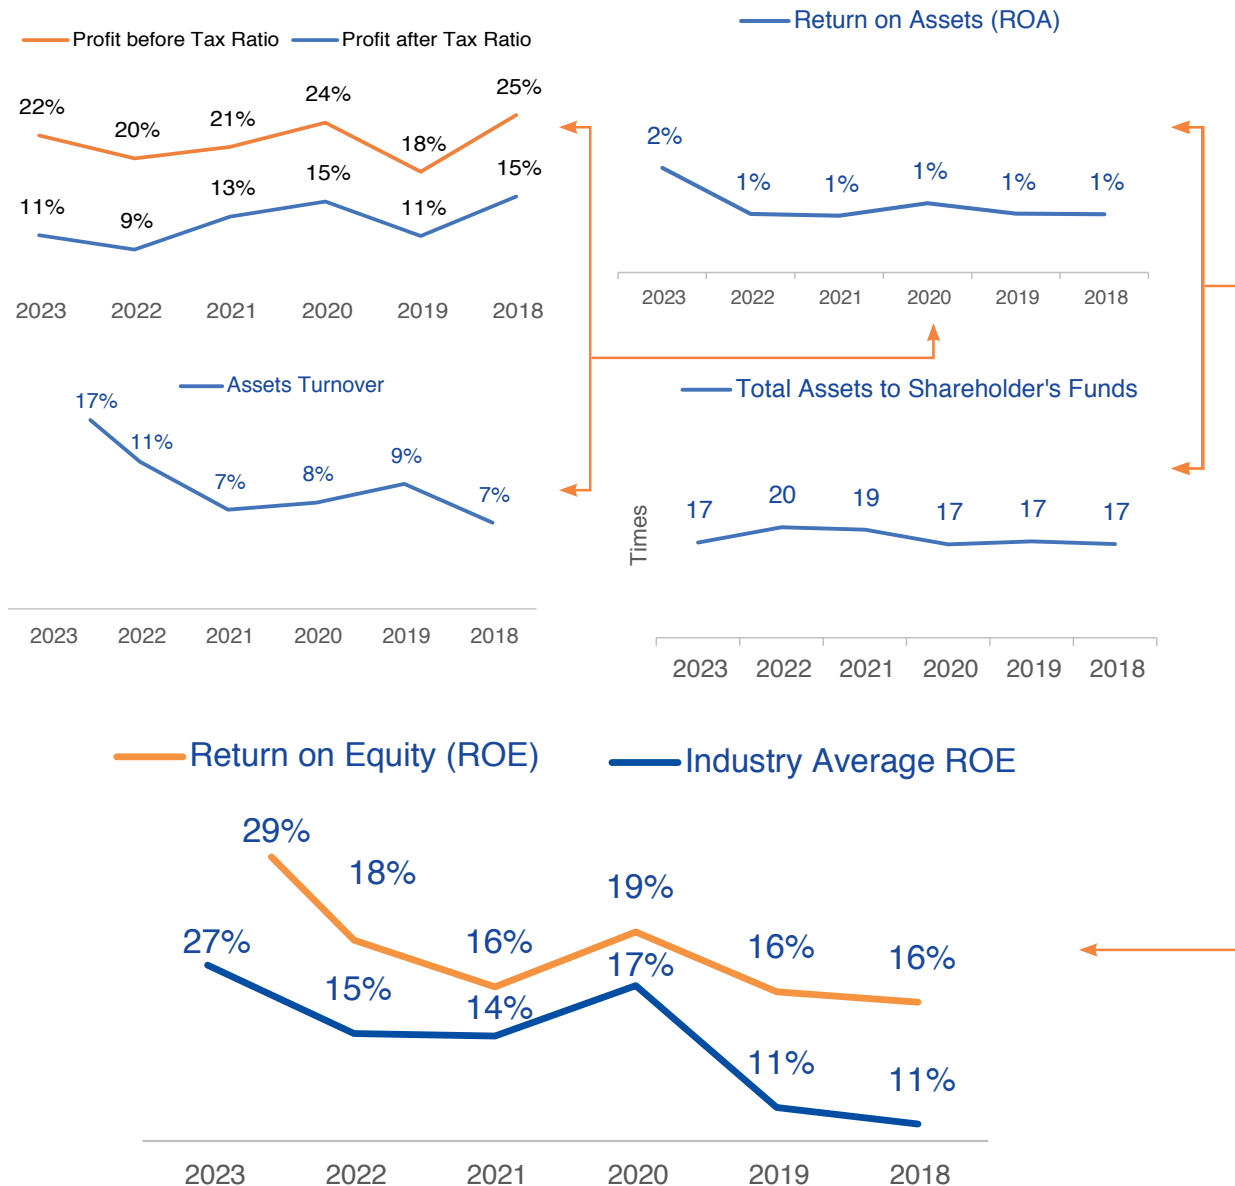 Profit before Tax Ratio Profit after Tax Ratio
22% 20% 21% 24% 18% 25%
11% 9% 13% 15% 11% 15%
2023 2022 2021 2020 2019 2018
Return on Assets (ROA)
2% 1% 1% 1% 1% 1%
2023 2022 2021 2020 2019 2018
Assets Turnover
17% 11% 7% 8% 9% 7%
2023 2022 2021 2020 2019 2018
Total Assets to Shareholder's Funds
Times
17 20 19 17 17 17
2023 2022 2021 2020 2019 2018
Return on Equity (ROE) Industry Average ROE
29% 18% 16% 19% 16% 16%
27% 15% 14% 17% 11% 11%
2023 2022 2021 2020 2019 2018